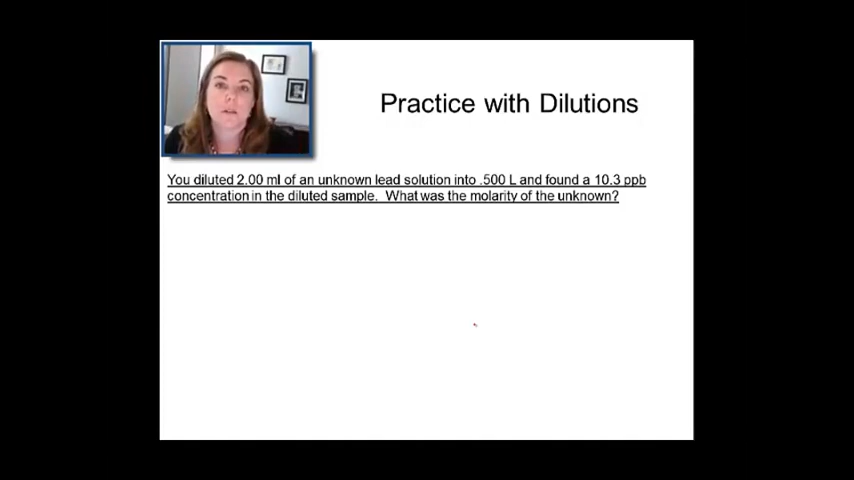 Practice with Dilutions
You diluted 2.00 ml of an unknown lead solution into .500 L and found a 10.3 ppb
concentration in the diluted sample.  What was the molarity of the unknown?